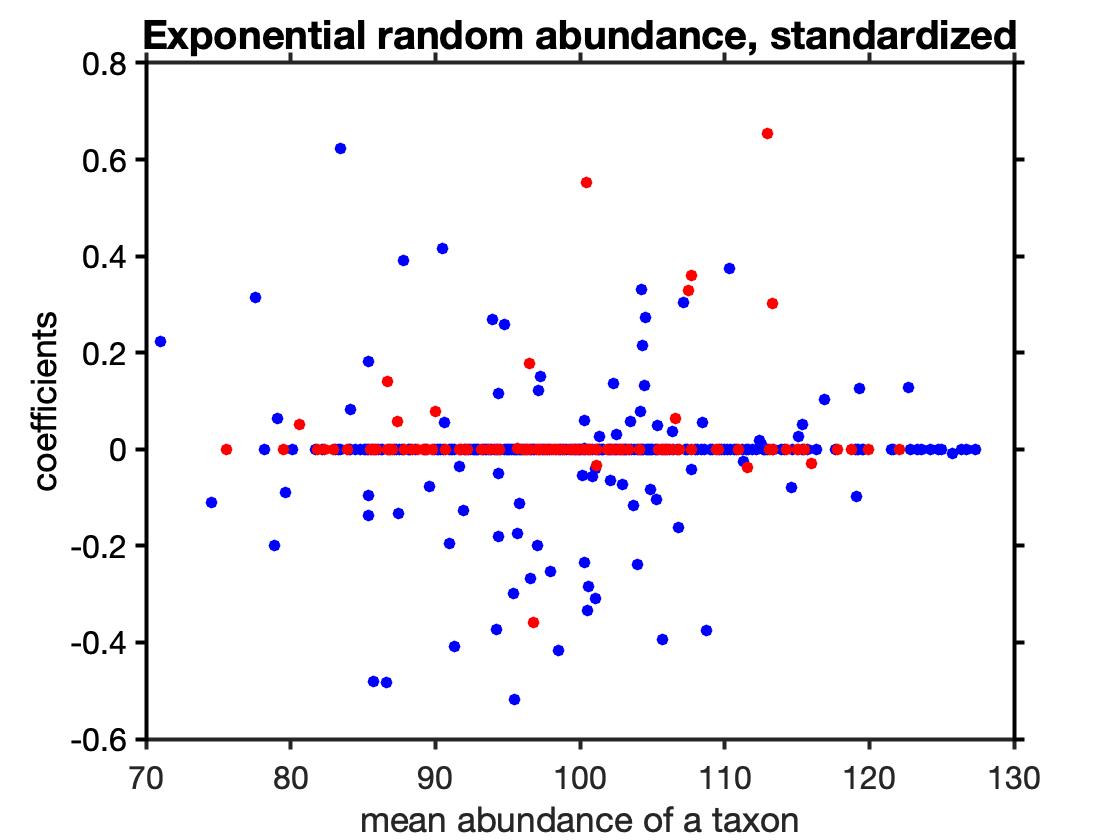 Exponential random abundance, standardized
0.8
0.6
0.4
0.2
0
-0.2
-0.4
-0.6
coefficients
70 80 90 100 110 120 130
mean abundance of a taxon